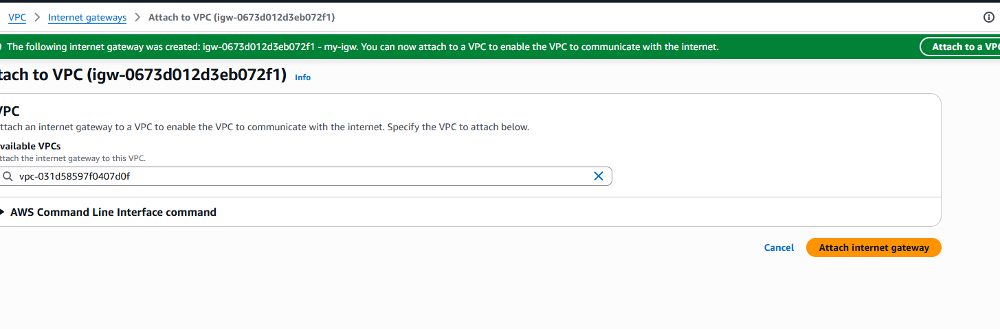 VPC > Internet gateways > Attach to VPC (igw-0673d012d3eb072f1)
The following internet gateway was created: igw-0673d012d3eb072f1 - my-igw. You can now attach to a VPC to enable the VPC to communicate with the internet. Attach to a VPC
tach to VPC (igw-0673d012d3eb072f1) Info
VPC
ttach an internet gateway to a VPC to enable the VPC to communicate with the internet. Specify the VPC to attach below.
vailable VPCs
ttach the internet gateway to this VPC.
vpc-031d58597f0407d0f
AWS Command Line Interface command
Cancel Attach internet gateway